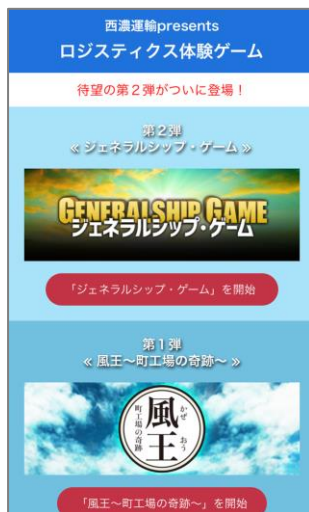 西濃運輸presents
ロジスティクス体験ゲーム
待望の第2弾がついに登場！
第2弾
≪ ジェネラルシップ・ゲーム ≫
GENERALSHIP GAME
ジェネラルシップ・ゲーム
「ジェネラルシップ・ゲーム」を開始
第1弾
≪ 風王～町工場の奇跡～ ≫
風王
かぜ おう
町工場の奇跡
「風王～町工場の奇跡～」を開始